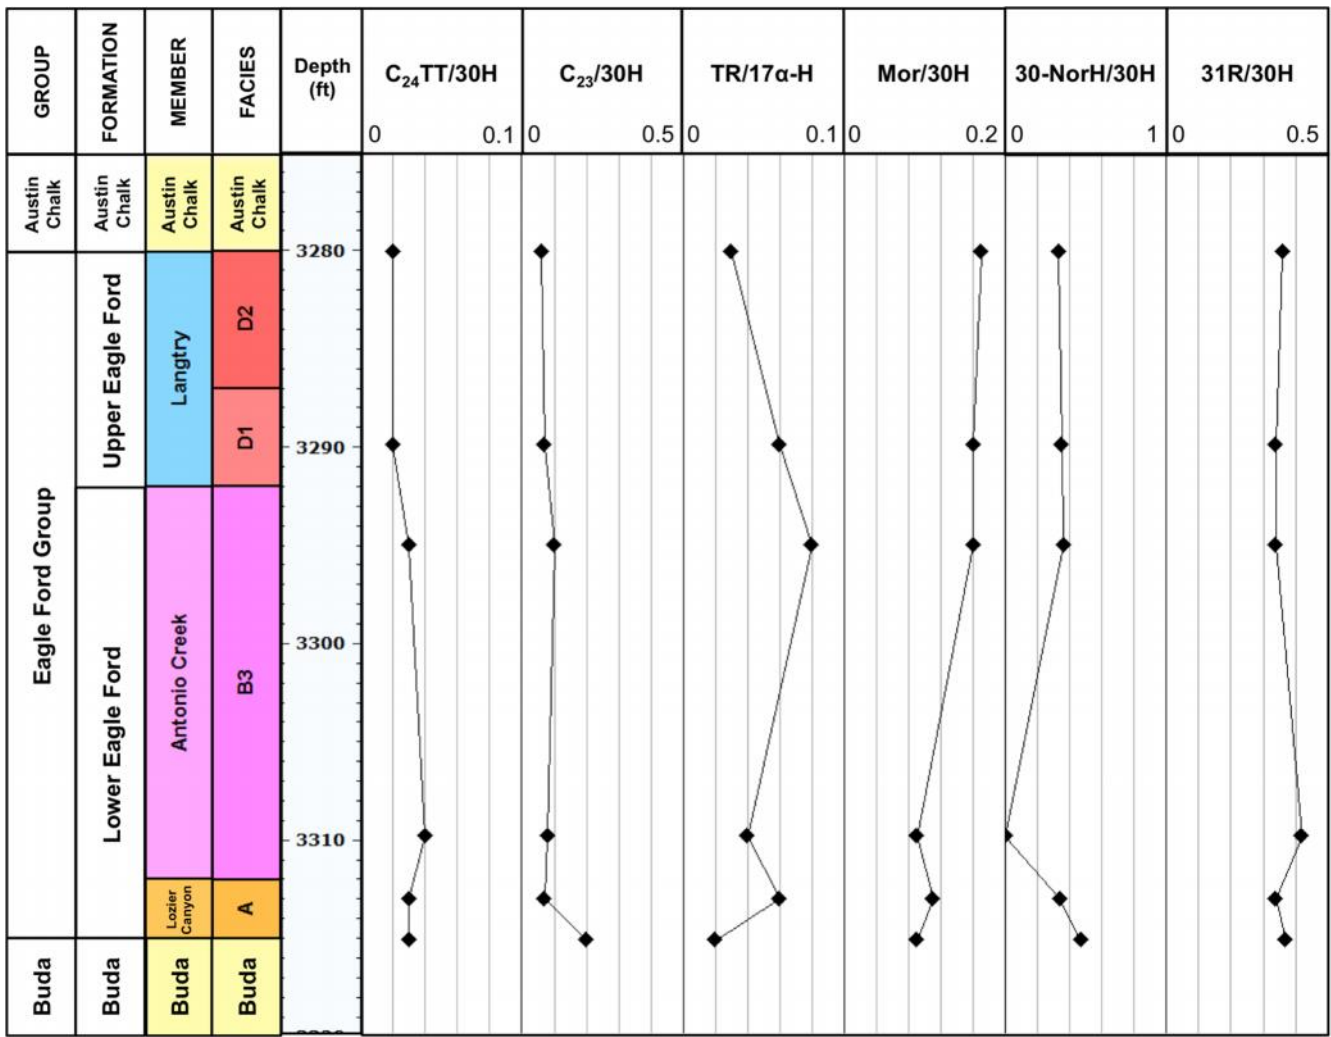 GROUP
FORMATION
MEMBER
FACIES
Depth
(ft)
C₂₄TT/30H
C₂₃/30H
TR/17α-H
Mor/30H
30-NorH/30H
31R/30H
0 0.1
0 0.5
0 0.1
0 0.2
0 1
0 0.5
Austin
Chalk
Austin
Chalk
Austin
Chalk
Austin
Chalk
Eagle Ford Group
Upper Eagle Ford
Lower Eagle Ford
Langtry
Antonio Creek
Lozier
Canyon
D2
D1
B3
A
Buda
Buda
Buda
Buda
3280
3290
3300
3310